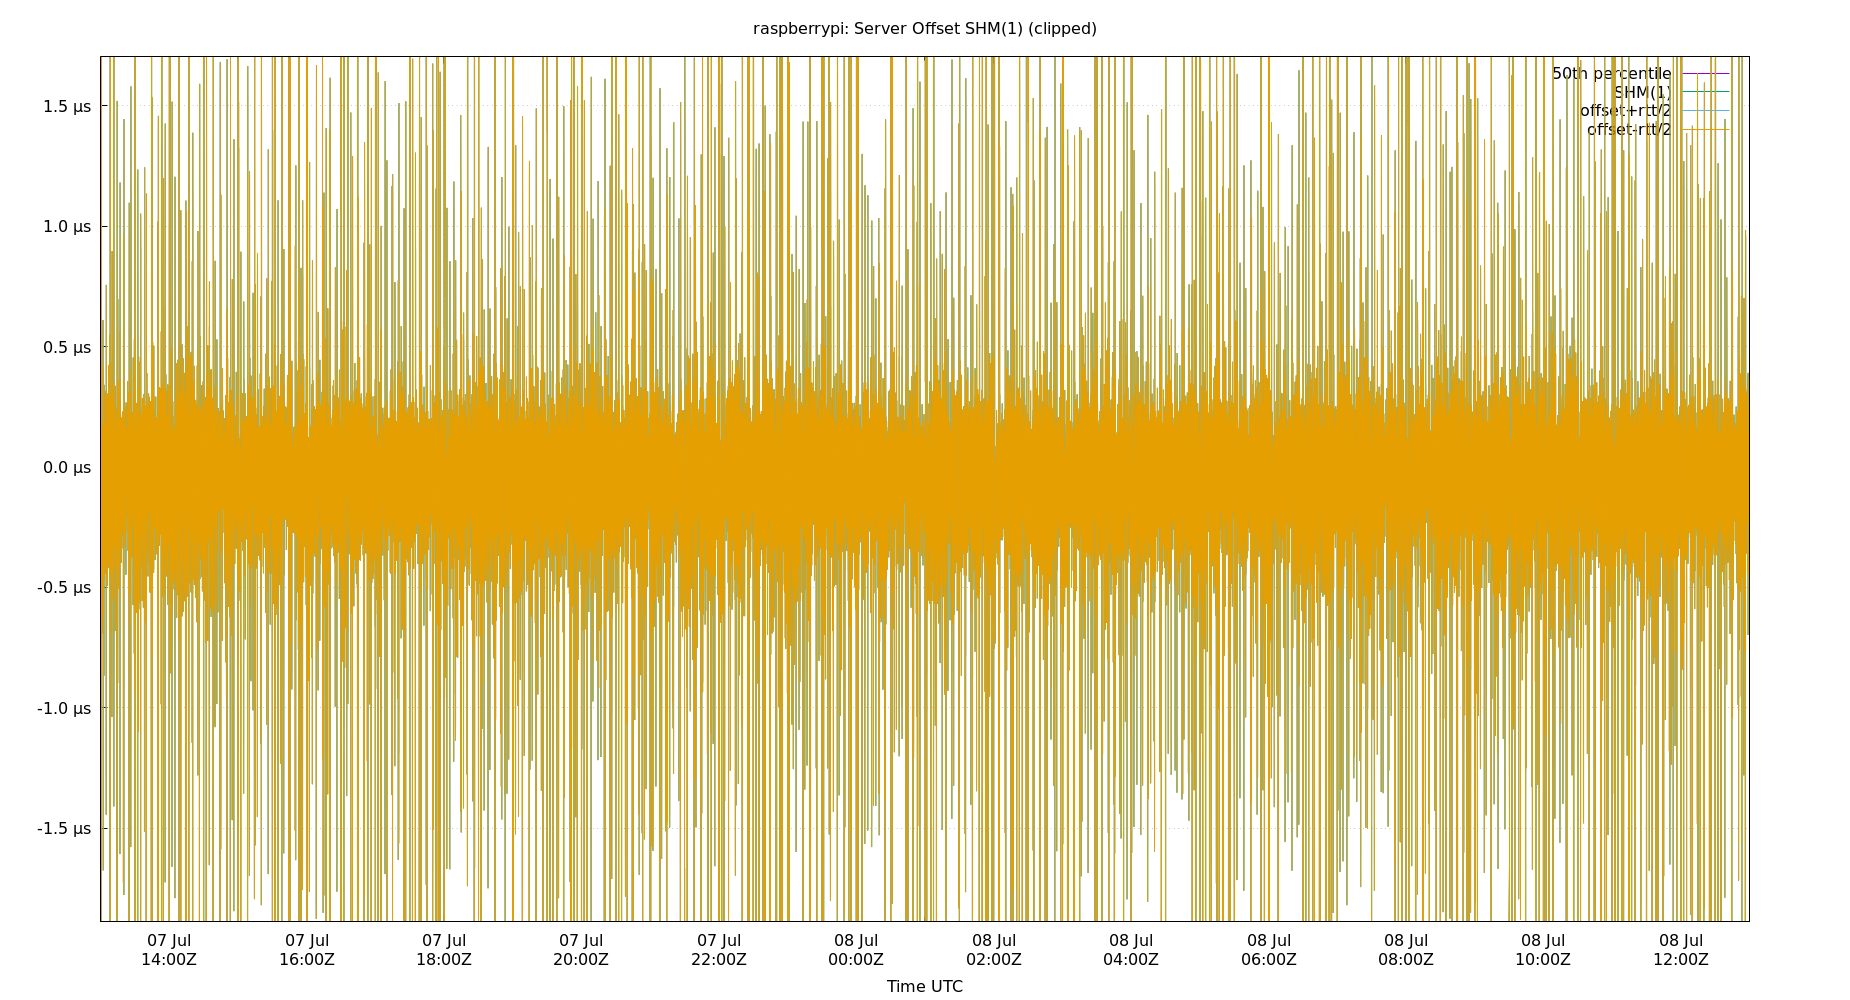 raspberrypi: Server Offset SHM(1) (clipped)
50th percentile
SHM(1)
offset+rtt/2
offset-rtt/2
1.5 µs
1.0 µs
0.5 µs
0.0 µs
-0.5 µs
-1.0 µs
-1.5 µs
07 Jul 07 Jul 07 Jul 07 Jul 07 Jul 08 Jul 08 Jul 08 Jul 08 Jul 08 Jul 08 Jul 08 Jul
14:00Z 16:00Z 18:00Z 20:00Z 22:00Z 00:00Z 02:00Z 04:00Z 06:00Z 08:00Z 10:00Z 12:00Z
Time UTC